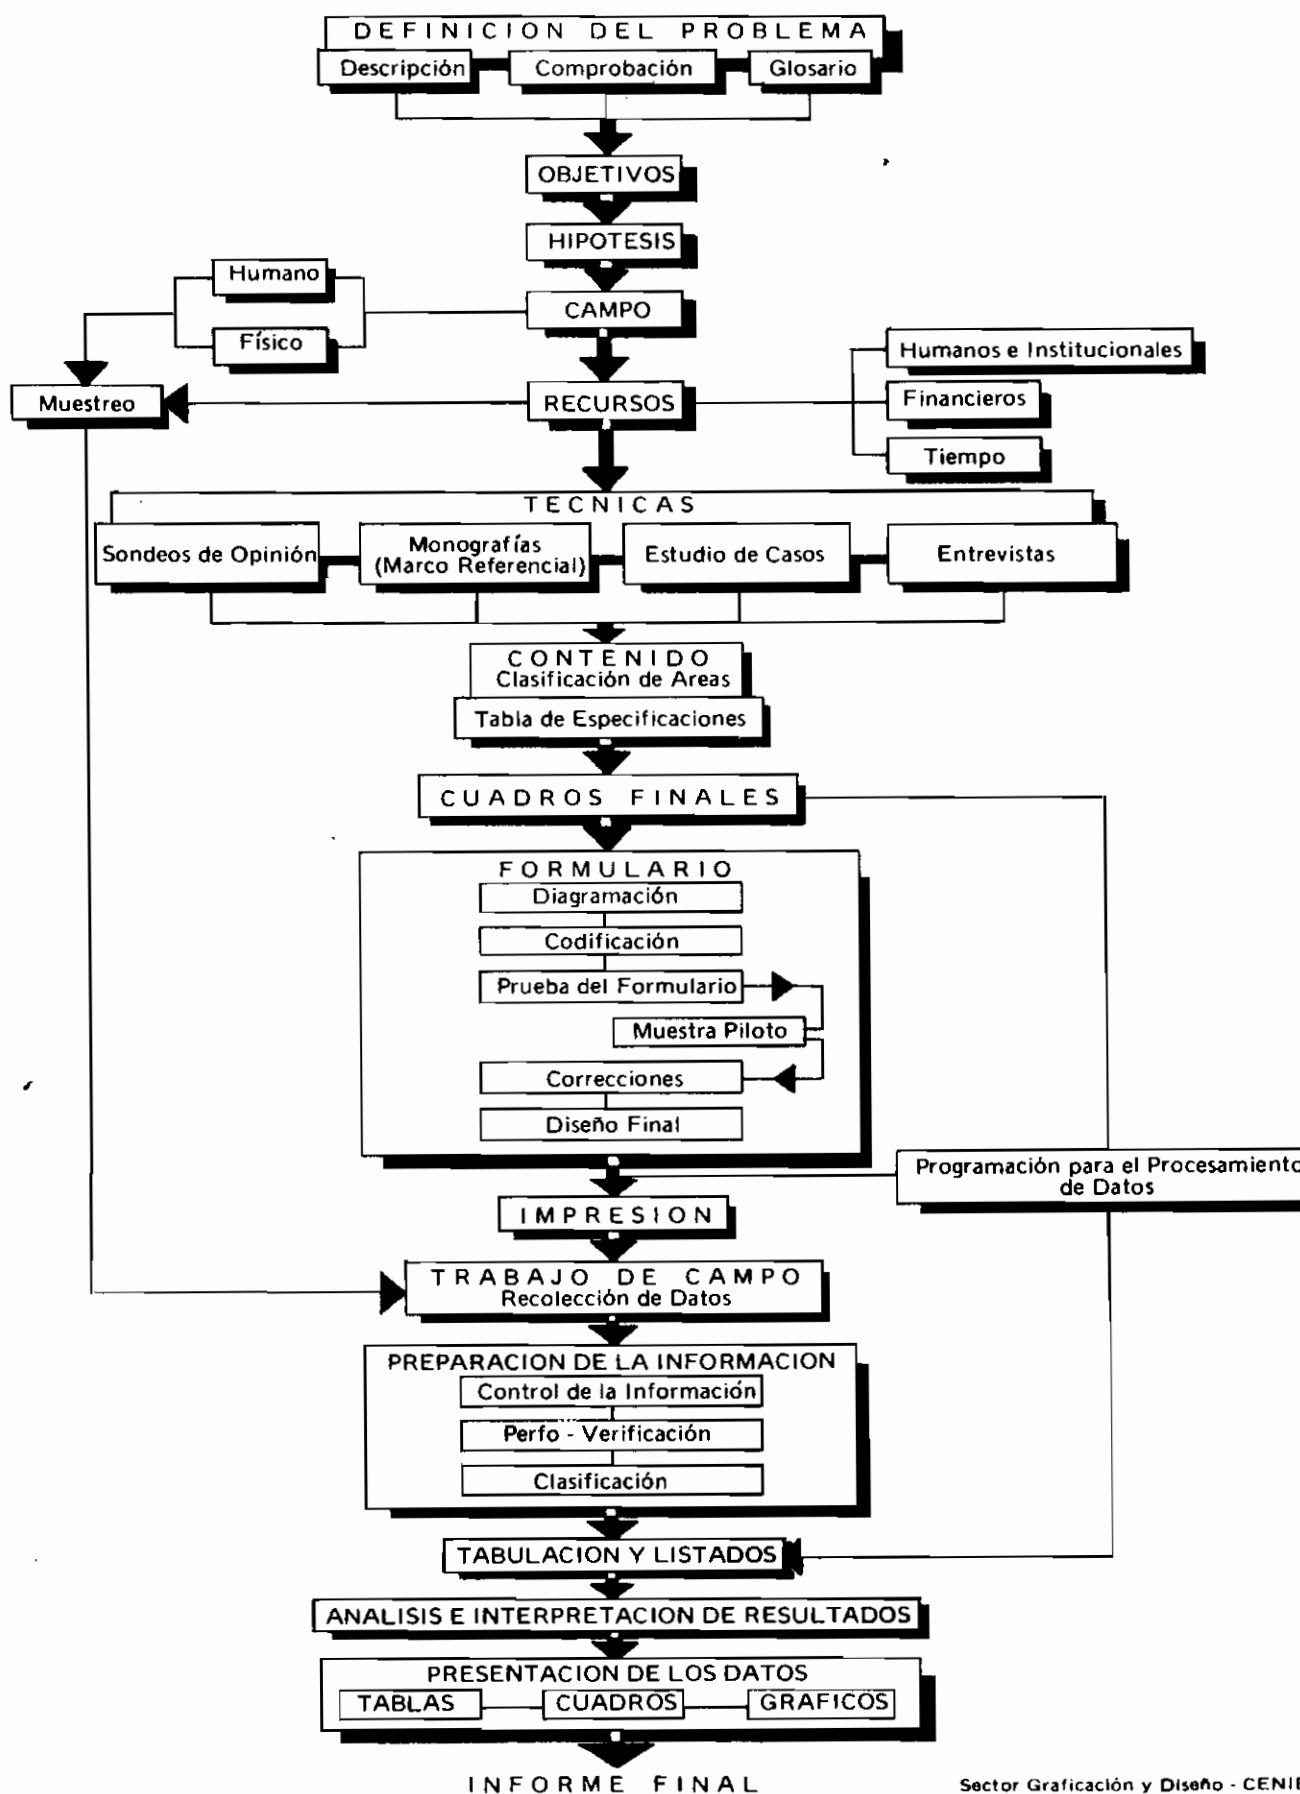 DEFINICION DEL PROBLEMA
Descripción
Comprobación
Glosario
OBJETIVOS
HIPOTESIS
Humano
CAMPO
Físico
Humanos e Institucionales
Muestreo
RECURSOS
Financieros
Tiempo
TECNICAS
Sondeos de Opinión
Monografías
(Marco Referencial)
Estudio de Casos
Entrevistas
CONTENIDO
Clasificación de Areas
Tabla de Especificaciones
CUADROS FINALES
FORMULARIO
Diagramación
Codificación
Prueba del Formulario
Muestra Piloto
Correcciones
Diseño Final
Programación para el Procesamiento
de Datos
IMPRESION
TRABAJO DE CAMPO
Recolección de Datos
PREPARACION DE LA INFORMACION
Control de la Información
Perfo - Verificación
Clasificación
TABULACION Y LISTADOS
ANALISIS E INTERPRETACION DE RESULTADOS
PRESENTACION DE LOS DATOS
TABLAS
CUADROS
GRAFICOS
INFORME FINAL
Sector Graficación y Diseño - CENIE